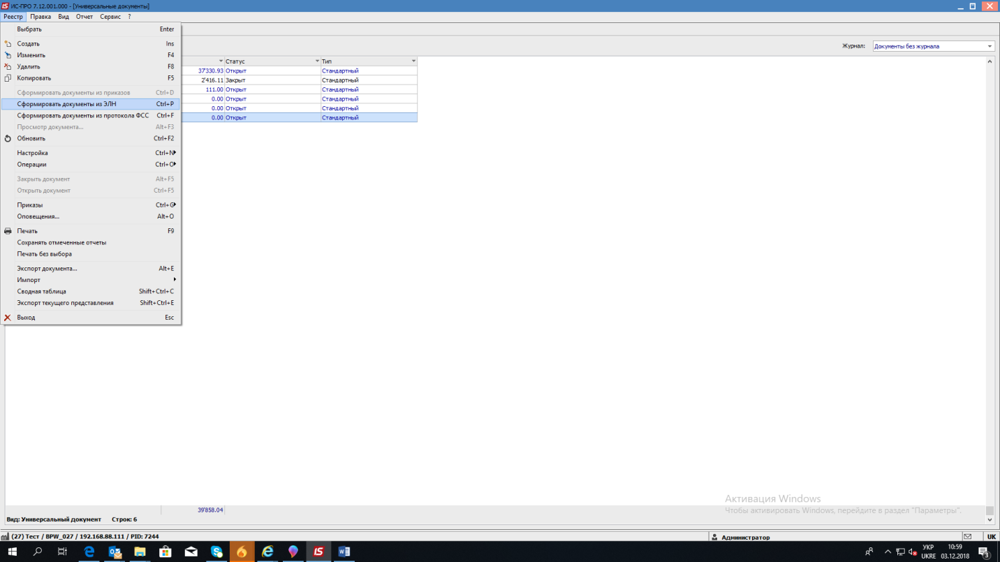 ИС-ПРО 7.12.001.000 - [Универсальные документы]
Реестр Правка Вид Отчет Сервис ?
Выбрать Enter
Создать Ins
Изменить F4
Удалить F8
Копировать F5
Сформировать документы из приказов Ctrl+D
Сформировать документы из ЭЛН Ctrl+P
Сформировать документы из протокола ФСС Ctrl+F
Просмотр документа... Alt+F3
Обновить Ctrl+F2
Настройка Ctrl+N
Операции Ctrl+O
Закрыть документ Alt+F5
Открыть документ Ctrl+F5
Приказы Ctrl+G
Оповещения... Alt+O
Печать F9
Сохранять отмеченные отчеты
Печать без выбора
Экспорт документа... Alt+E
Импорт
Сводная таблица Shift+Ctrl+C
Экспорт текущего представления Shift+Ctrl+E
Выход Esc
Журнал: Документы без журнала
Статус Тип
37'330.93 Открыт Стандартный
2'416.11 Закрыт Стандартный
111.00 Открыт Стандартный
0.00 Открыт Стандартный
0.00 Открыт Стандартный
0.00 Открыт Стандартный
39'858.04
Активация Windows
Чтобы активировать Windows, перейдите в раздел "Параметры".
Вид: Универсальный документ Строк: 6
(27) Тест / BPW_027 / 192.168.88.111 / PID: 7244
Администратор
UK
УКР
UKRE
10:59
03.12.2018
3